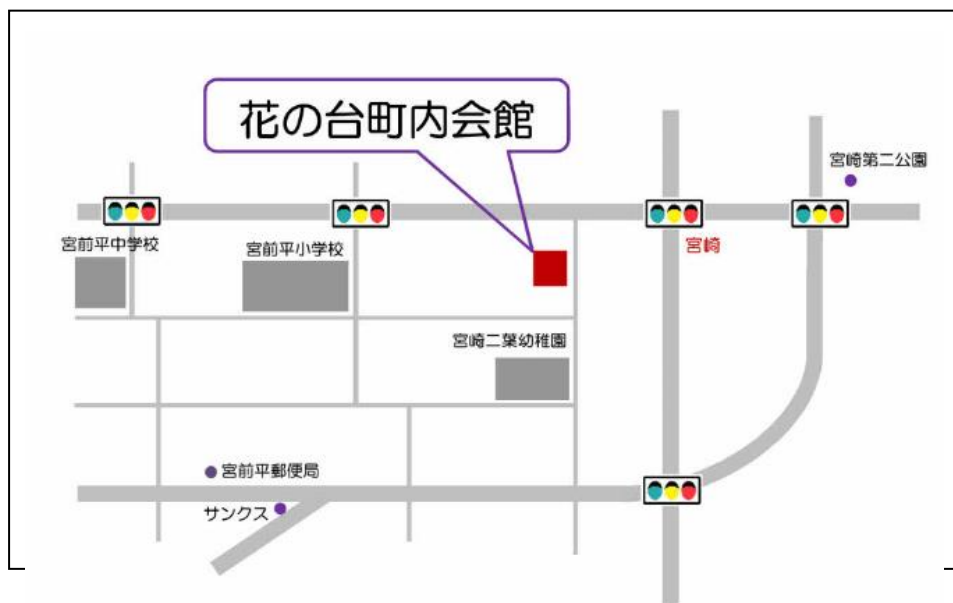 花の台町内会館
宮崎第二公園
宮前平中学校
宮前平小学校
宮崎
宮崎二葉幼稚園
宮前平郵便局
サンクス